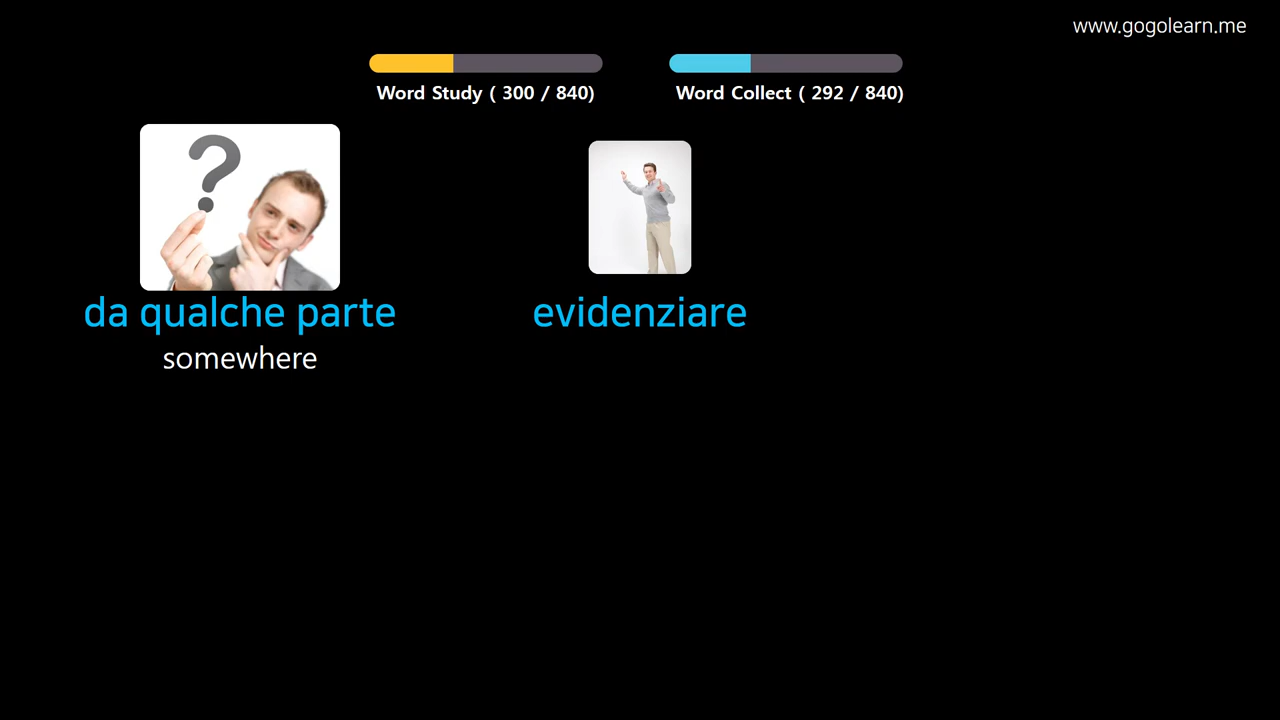 www.gogolearn.me
Word Study ( 300 / 840)
Word Collect ( 292 / 840)
da qualche parte
somewhere
evidenziare